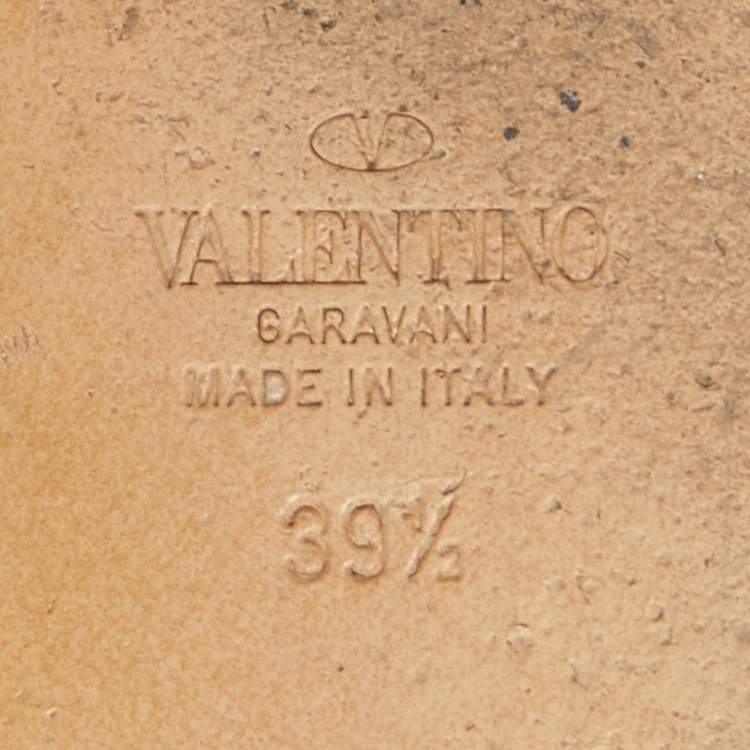 V
VALENTINO
GARAVANI
MADE IN ITALY
39½